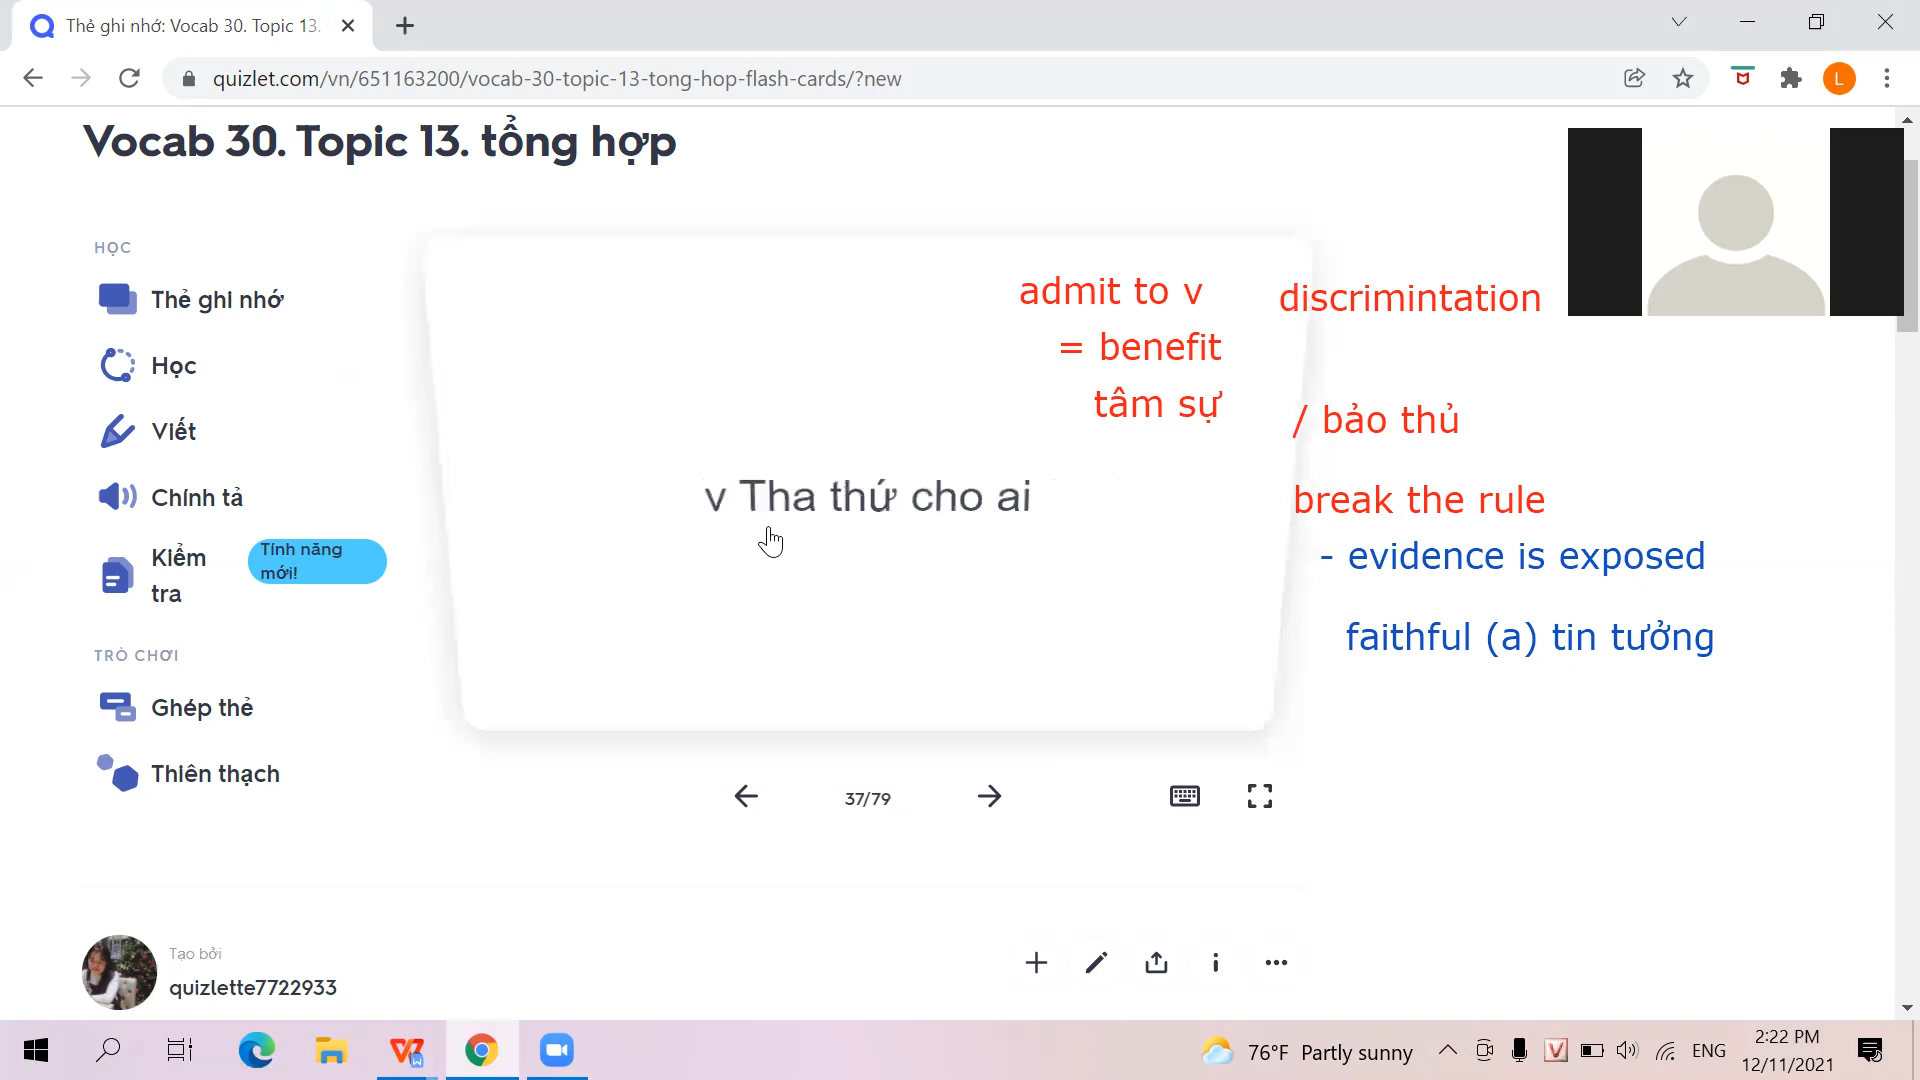 Thẻ ghi nhớ: Vocab 30. Topic 13.
quizlet.com/vn/651163200/vocab-30-topic-13-tong-hop-flash-cards/?new
L
Vocab 30. Topic 13. tổng hợp
HỌC
Thẻ ghi nhớ
Học
Viết
Chính tả
Kiểm tra
Tính năng mới!
TRÒ CHƠI
Ghép thẻ
Thiên thạch
admit to v
= benefit
tâm sự
v Tha thứ cho ai
discrimintation
/ bảo thủ
break the rule
- evidence is exposed
faithful (a) tin tưởng
37/79
Tạo bởi
quizlette7722933
76°F Partly sunny
ENG
2:22 PM
12/11/2021